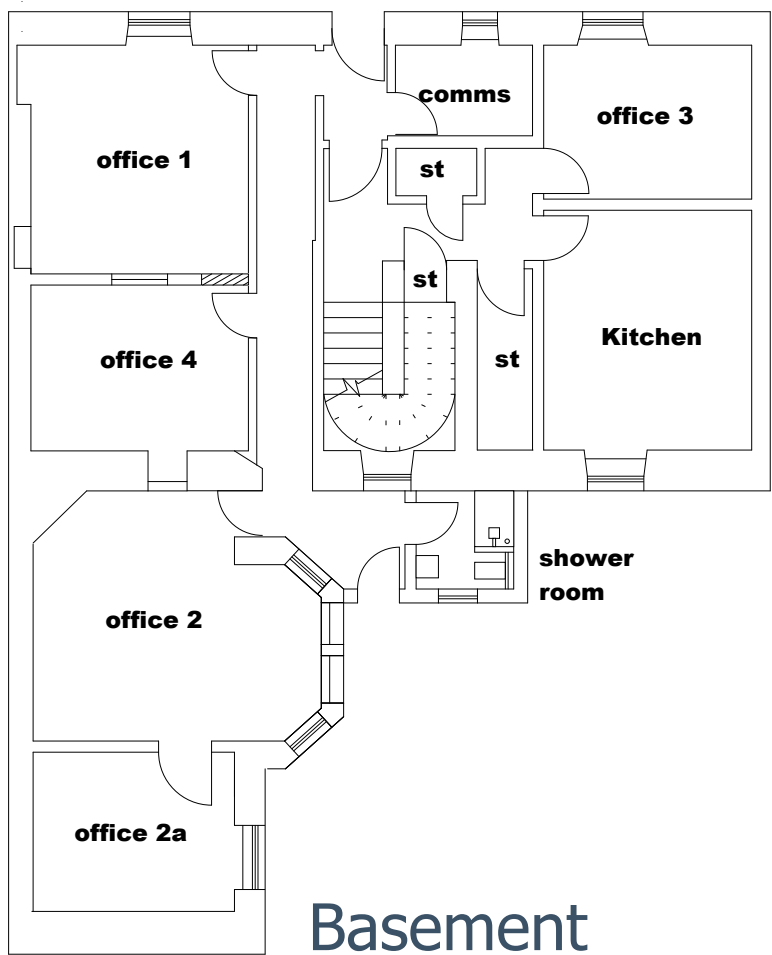 comms
office 3
office 1
st
st
Kitchen
office 4
st
shower
room
office 2
office 2a
Basement